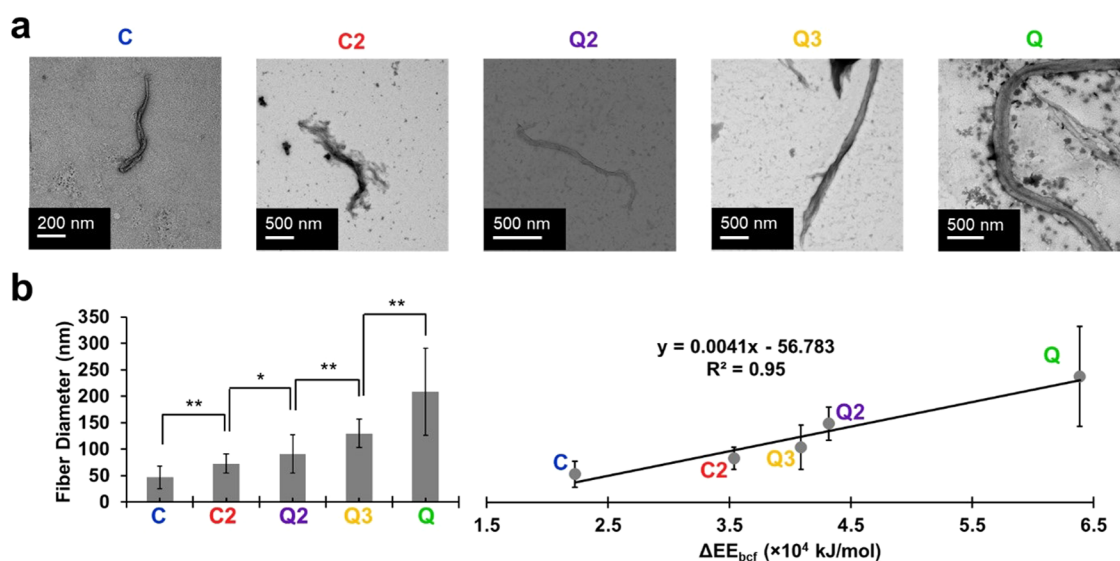 a
C C2 Q2 Q3 Q
200 nm 500 nm 500 nm 500 nm 500 nm
b
Fiber Diameter (nm)
350
300
250
200
150
100
50
0
** * ** **
C C2 Q2 Q3 Q
y = 0.0041x - 56.783
R² = 0.95
C C2 Q3 Q2 Q
1.5 2.5 3.5 4.5 5.5 6.5
ΔEEbcf (×10⁴ kJ/mol)